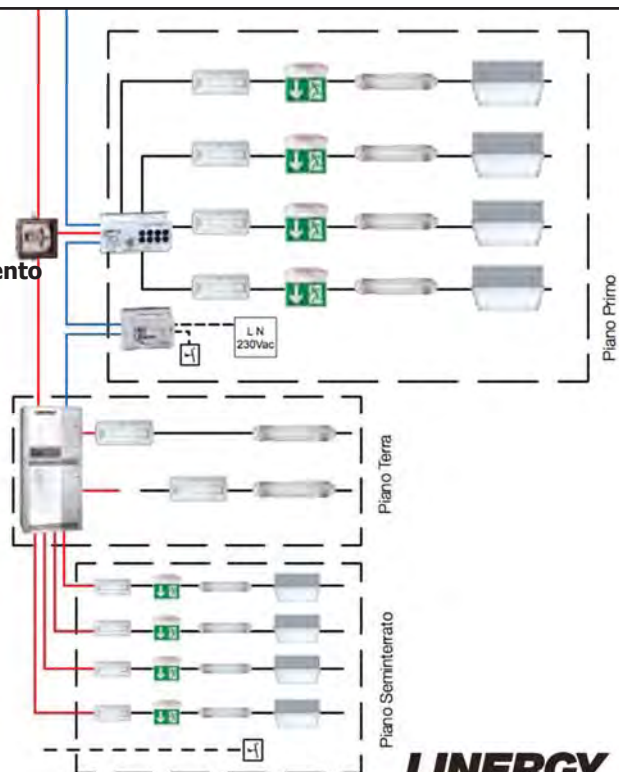 Piano Primo
ento
L N
230Vac
Piano Terra
Piano Seminterrato
LINERGY